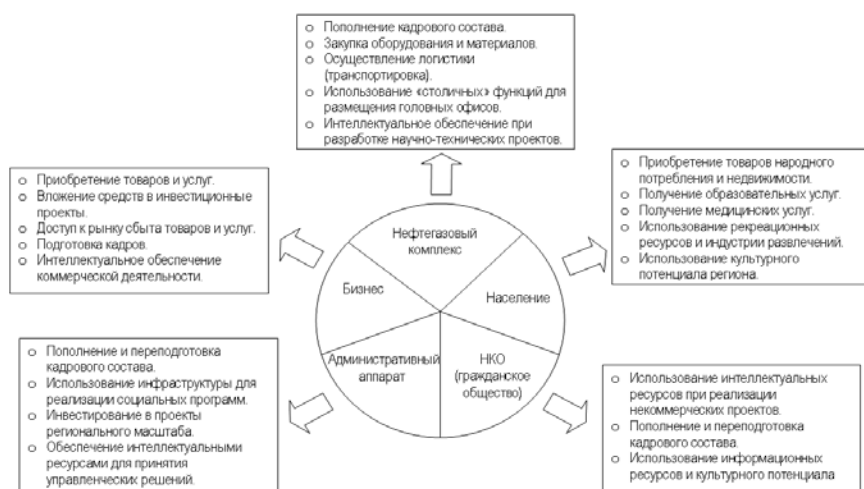 o Пополнение кадрового состава.
o Закупка оборудования и материалов.
o Осуществление логистики
(транспортировка).
o Использование «столичных» функций для
размещения головных офисов.
o Интеллектуальное обеспечение при
разработке научно-технических проектов.
o Приобретение товаров и услуг.
o Вложение средств в инвестиционные
проекты.
o Доступ к рынку сбыта товаров и услуг.
o Подготовка кадров.
o Интеллектуальное обеспечение
коммерческой деятельности.
o Приобретение товаров народного
потребления и недвижимости.
o Получение образовательных услуг.
o Получение медицинских услуг.
o Использование рекреационных
ресурсов и индустрии развлечений.
o Использование культурного
потенциала региона.
Нефтегазовый
комплекс
Бизнес
Население
Административный
аппарат
НКО
(гражданское
общество)
o Пополнение и переподготовка
кадрового состава.
o Использование инфраструктуры для
реализации социальных программ.
o Инвестирование в проекты
регионального масштаба.
o Обеспечение интеллектуальными
ресурсами для принятия
управленческих решений.
o Использование интеллектуальных
ресурсов при реализации
некоммерческих проектов.
o Пополнение и переподготовка
кадрового состава.
o Использование информационных
ресурсов и культурного потенциала